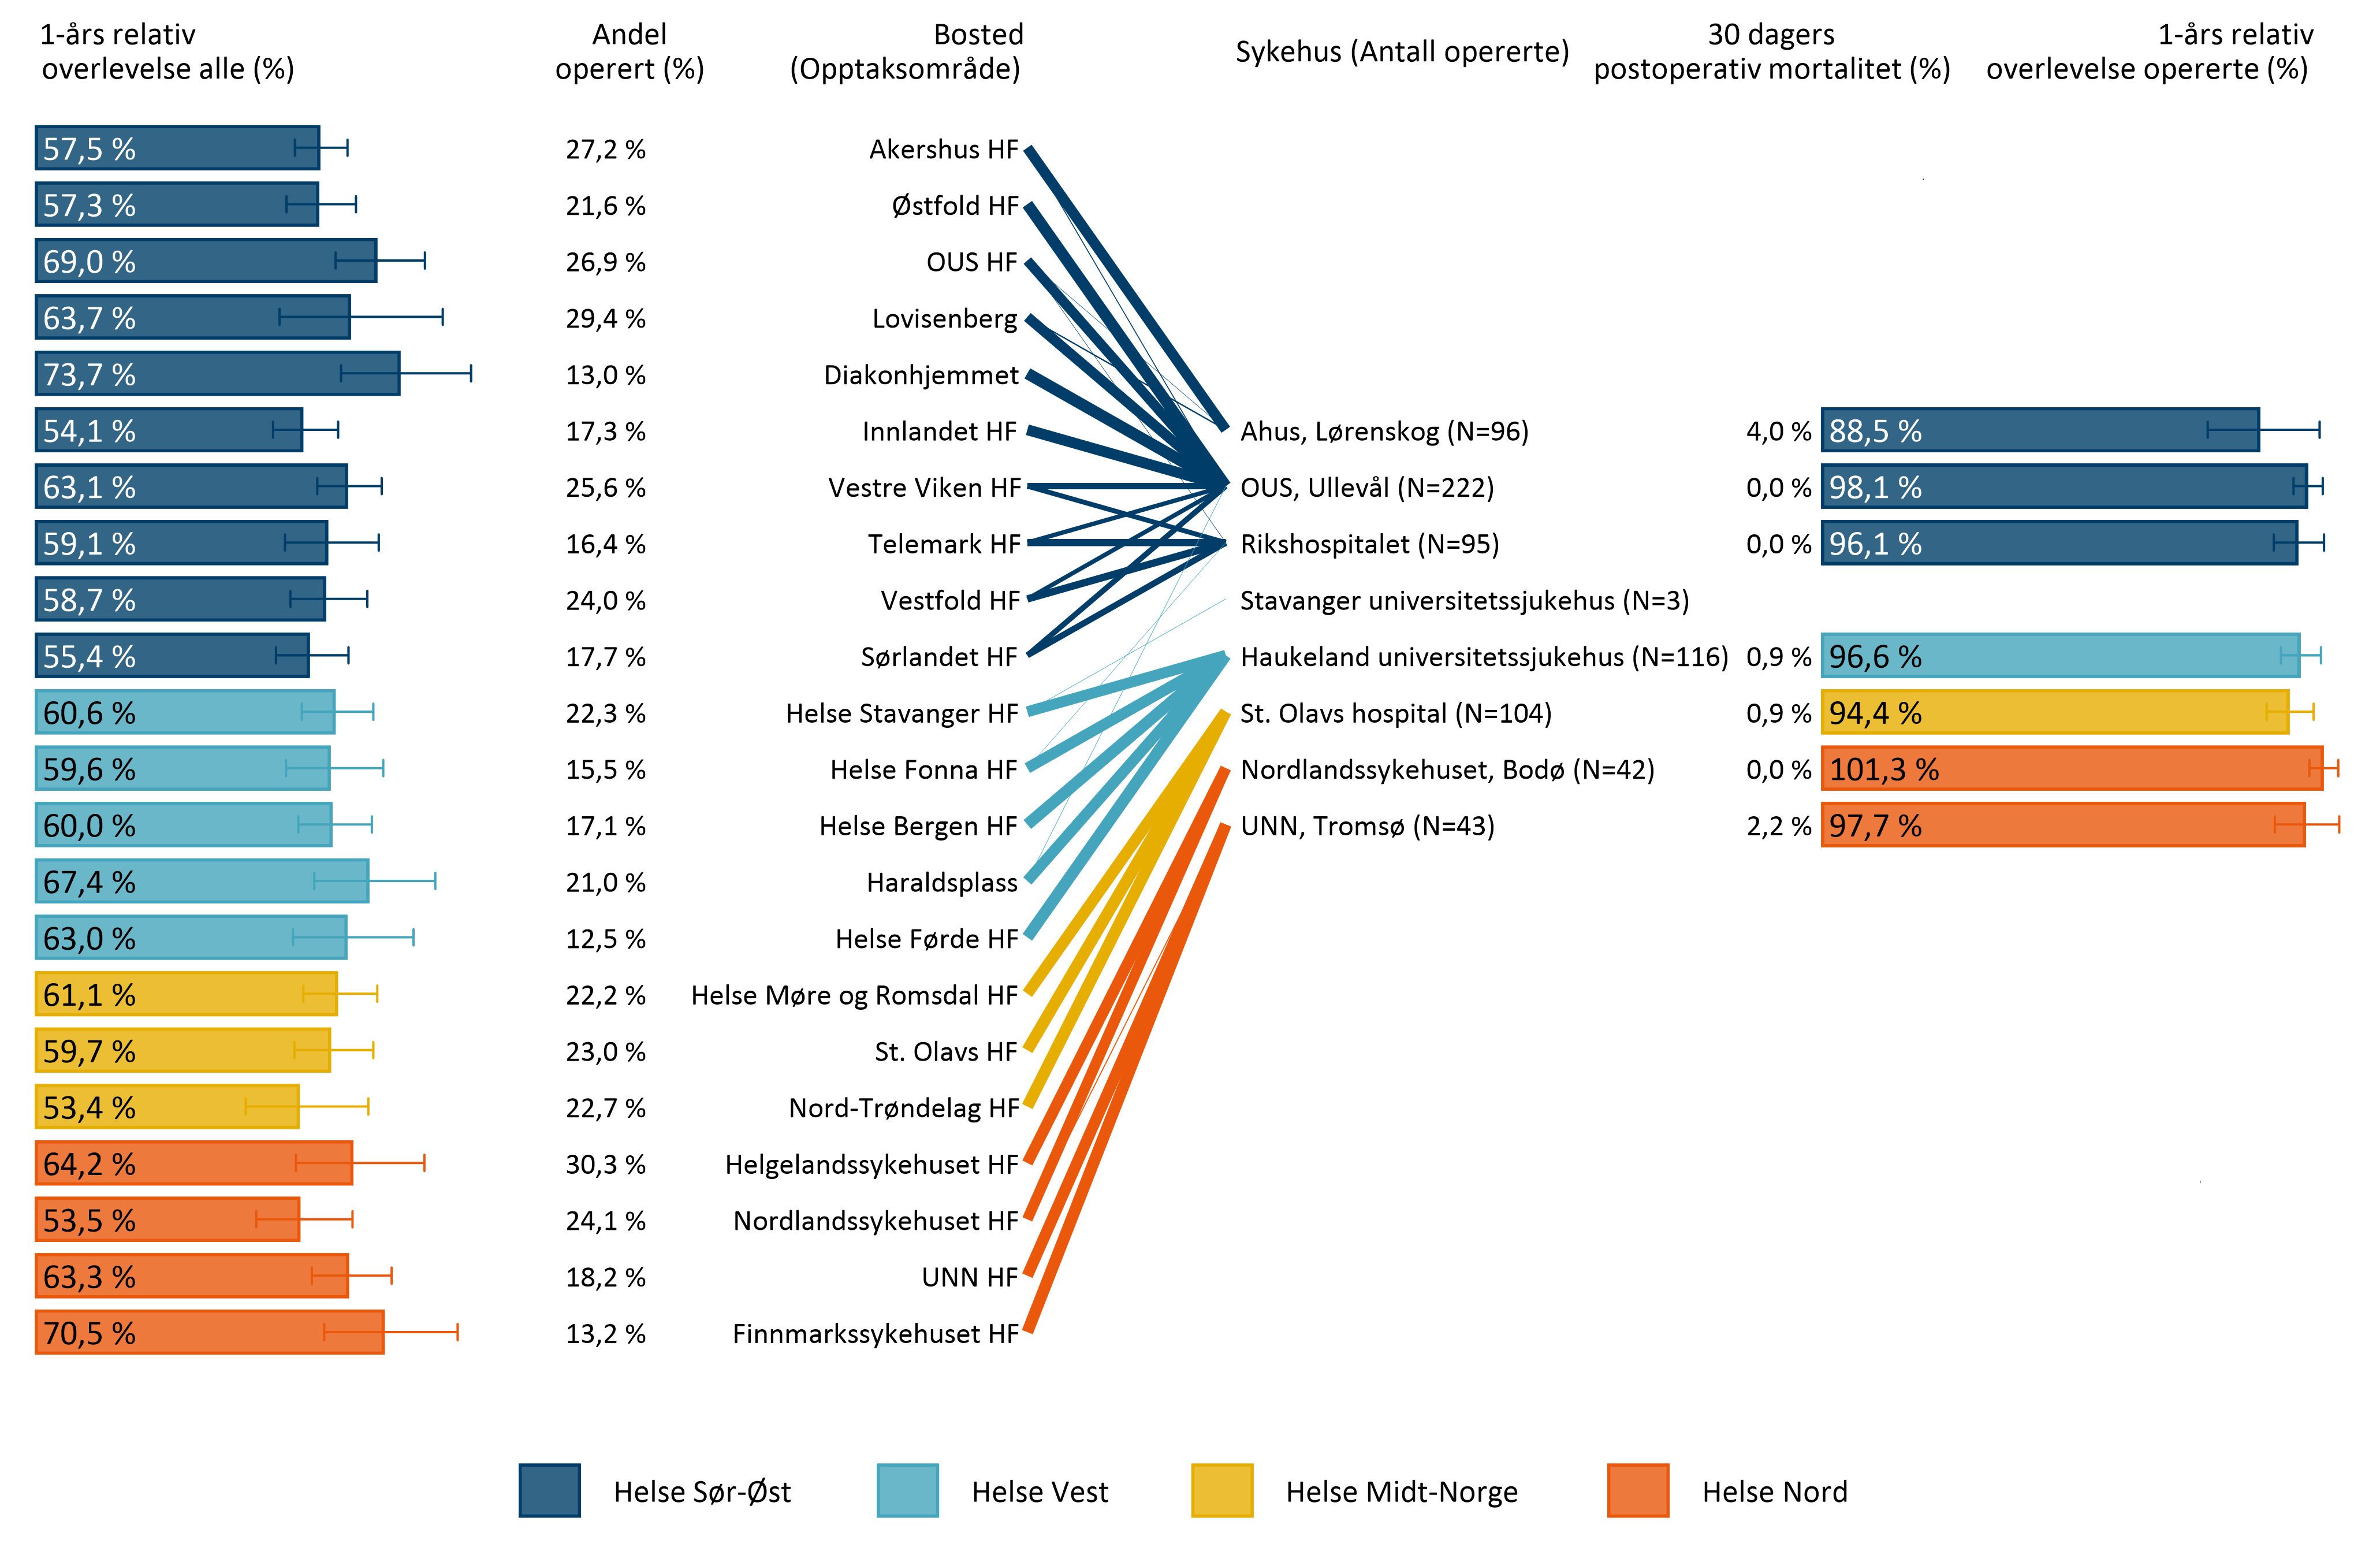 1-års relativ
overlevelse alle (%)
Andel
operert (%)
Bosted
(Opptaksområde)
Sykehus (Antall opererte)
30 dagers
postoperativ mortalitet (%)
1-års relativ
overlevelse opererte (%)
57,5 % 27,2 % Akershus HF
57,3 % 21,6 % Østfold HF
69,0 % 26,9 % OUS HF
63,7 % 29,4 % Lovisenberg
73,7 % 13,0 % Diakonhjemmet
54,1 % 17,3 % Innlandet HF Ahus, Lørenskog (N=96) 4,0 % 88,5 %
63,1 % 25,6 % Vestre Viken HF OUS, Ullevål (N=222) 0,0 % 98,1 %
59,1 % 16,4 % Telemark HF Rikshospitalet (N=95) 0,0 % 96,1 %
58,7 % 24,0 % Vestfold HF Stavanger universitetssjukehus (N=3)
55,4 % 17,7 % Sørlandet HF Haukeland universitetssjukehus (N=116) 0,9 % 96,6 %
60,6 % 22,3 % Helse Stavanger HF St. Olavs hospital (N=104) 0,9 % 94,4 %
59,6 % 15,5 % Helse Fonna HF Nordlandssykehuset, Bodø (N=42) 0,0 % 101,3 %
60,0 % 17,1 % Helse Bergen HF UNN, Tromsø (N=43) 2,2 % 97,7 %
67,4 % 21,0 % Haraldsplass
63,0 % 12,5 % Helse Førde HF
61,1 % 22,2 % Helse Møre og Romsdal HF
59,7 % 23,0 % St. Olavs HF
53,4 % 22,7 % Nord-Trøndelag HF
64,2 % 30,3 % Helgelandssykehuset HF
53,5 % 24,1 % Nordlandssykehuset HF
63,3 % 18,2 % UNN HF
70,5 % 13,2 % Finnmarkssykehuset HF
Helse Sør-Øst Helse Vest Helse Midt-Norge Helse Nord